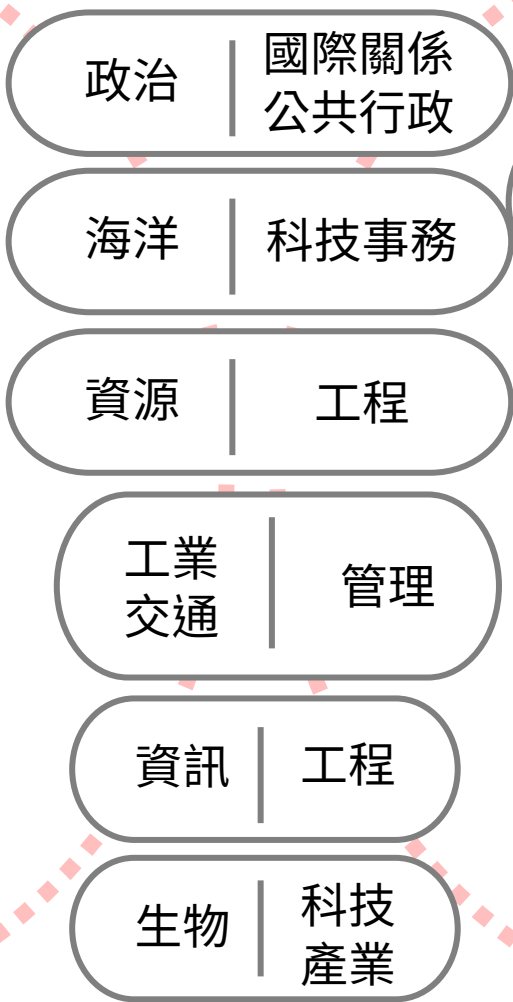 政治
國際關係
公共行政
海洋
科技事務
資源
工程
工業
交通
管理
資訊
工程
生物
科技
產業